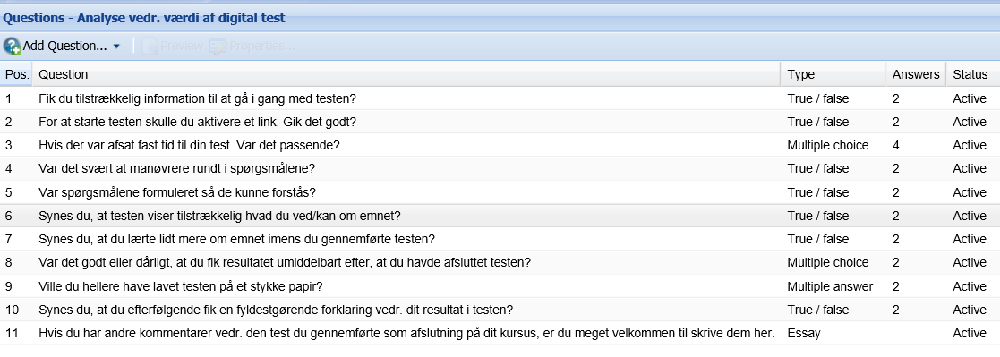 Questions - Analyse vedr. værdi af digital test
Add Question... Preview Properties...
Pos. Question Type Answers Status
1 Fik du tilstrækkelig information til at gå i gang med testen? True / false 2 Active
2 For at starte testen skulle du aktivere et link. Gik det godt? True / false 2 Active
3 Hvis der var afsat fast tid til din test. Var det passende? Multiple choice 4 Active
4 Var det svært at manøvrere rundt i spørgsmålene? True / false 2 Active
5 Var spørgsmålene formuleret så de kunne forstås? True / false 2 Active
6 Synes du, at testen viser tilstrækkelig hvad du ved/kan om emnet? True / false 2 Active
7 Synes du, at du lærte lidt mere om emnet imens du gennemførte testen? True / false 2 Active
8 Var det godt eller dårligt, at du fik resultatet umiddelbart efter, at du havde afsluttet testen? Multiple choice 2 Active
9 Ville du hellere have lavet testen på et stykke papir? Multiple answer 2 Active
10 Synes du, at du efterfølgende fik en fyldestgørende forklaring vedr. dit resultat i testen? True / false 2 Active
11 Hvis du har andre kommentarer vedr. den test du gennemførte som afslutning på dit kursus, er du meget velkommen til skrive dem her. Essay Active